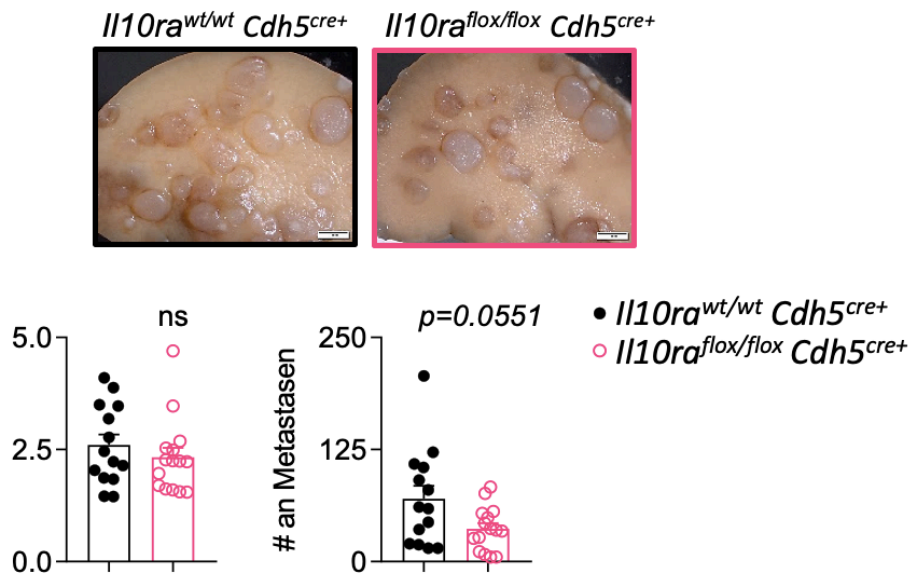 Il10ra^wt/wt Cdh5^cre+
Il10ra^flox/flox Cdh5^cre+
ns
5.0
2.5
0.0
p=0.0551
250
125
0
# an Metastasen
Il10ra^wt/wt Cdh5^cre+
Il10ra^flox/flox Cdh5^cre+